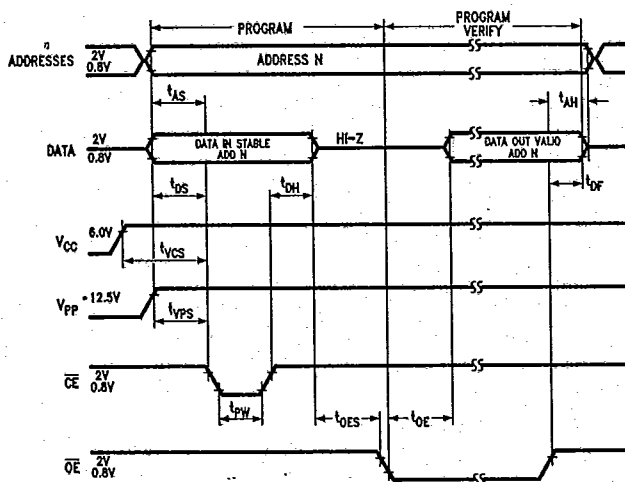 PROGRAM
PROGRAM
VERIFY
n
ADDRESSES
2V
0.8V
ADDRESS N
tAS
tAH
DATA
2V
0.8V
DATA IN STABLE
ADD N
HI-Z
DATA OUT VALID
ADD N
tDS
tDH
tDF
VCC
6.0V
tVCS
VPP
12.5V
tVPS
CE
2V
0.8V
tPW
tOES
tOE
OE
2V
0.8V